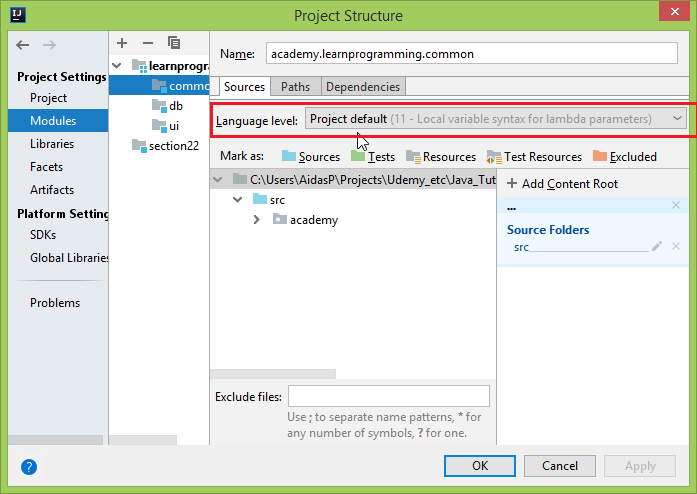 Project Structure
Project Settings
Project
Modules
Libraries
Facets
Artifacts
Platform Setting
SDKs
Global Libraries
Problems
learnprogra
commo
db
ui
section22
Name: academy.learnprogramming.common
Sources Paths Dependencies
Language level: Project default (11 - Local variable syntax for lambda parameters)
Mark as: Sources Tests Resources Test Resources Excluded
C:\Users\AidasP\Projects\Udemy_etc\Java_Tut
src
academy
+ Add Content Root
...
Source Folders
src
Exclude files:
Use ; to separate name patterns, * for
any number of symbols, ? for one.
?
OK Cancel Apply